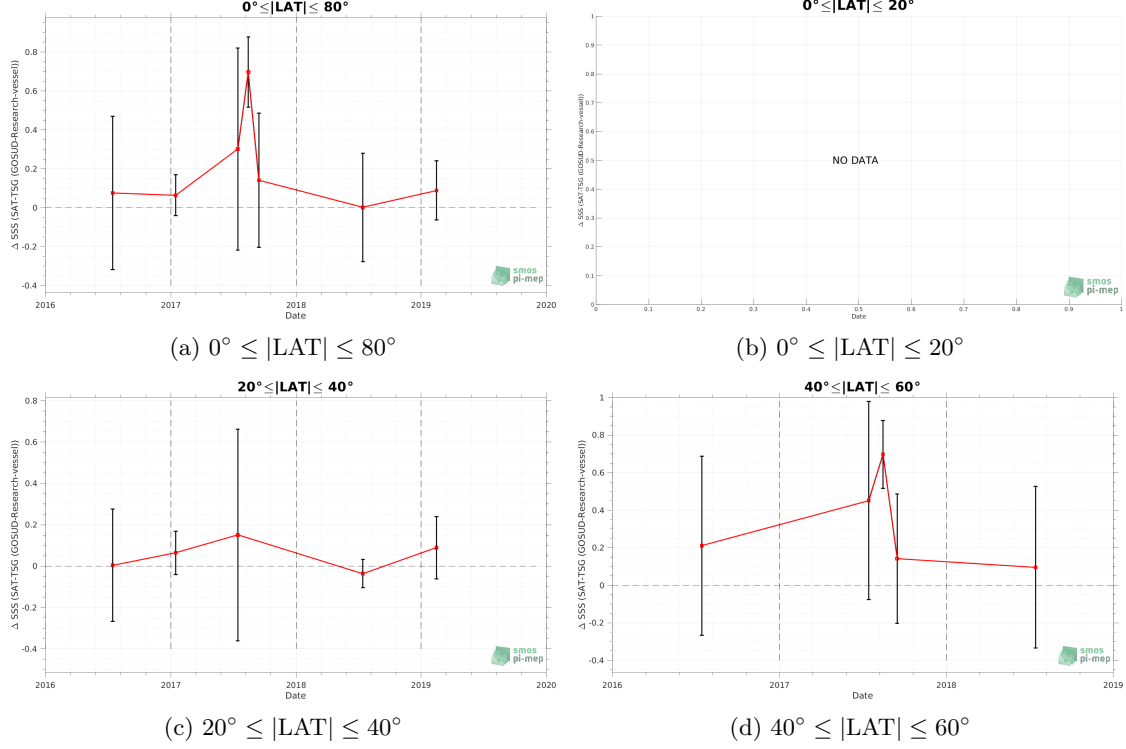 0°≤|LAT|≤ 80°
Δ SSS (SAT-TSG (GOSUD-Research-vessel))
0.8
0.6
0.4
0.2
0
-0.2
-0.4
2016 2017 2018 2019 2020
Date
smos
pi-mep
(a) 0° ≤ |LAT| ≤ 80°
0°≤|LAT|≤ 20°
Δ SSS (SAT-TSG (GOSUD-Research-vessel))
1
0.9
0.8
0.7
0.6
0.5
0.4
0.3
0.2
0.1
0
NO DATA
0 0.1 0.2 0.3 0.4 0.5 0.6 0.7 0.8 0.9 1
Date
smos
pi-mep
(b) 0° ≤ |LAT| ≤ 20°
20°≤|LAT|≤ 40°
Δ SSS (SAT-TSG (GOSUD-Research-vessel))
0.8
0.6
0.4
0.2
0
-0.2
-0.4
2016 2017 2018 2019 2020
Date
smos
pi-mep
(c) 20° ≤ |LAT| ≤ 40°
40°≤|LAT|≤ 60°
Δ SSS (SAT-TSG (GOSUD-Research-vessel))
1
0.8
0.6
0.4
0.2
0
-0.2
-0.4
2016 2017 2018 2019
Date
smos
pi-mep
(d) 40° ≤ |LAT| ≤ 60°